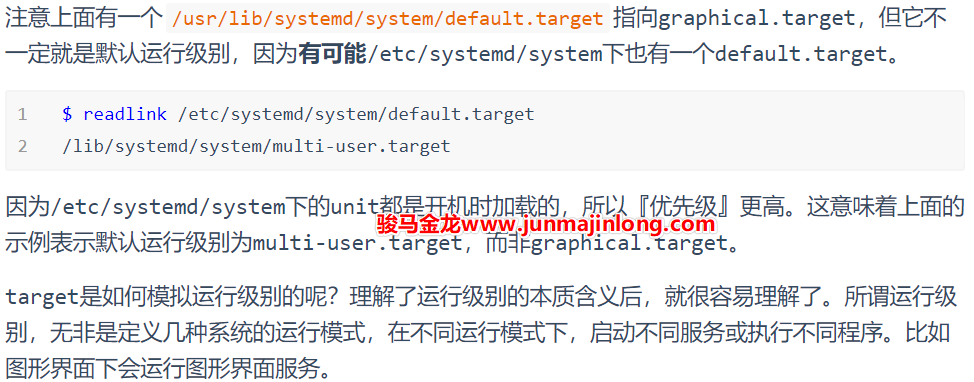 注意上面有一个 /usr/lib/systemd/system/default.target 指向graphical.target，但它不
一定就是默认运行级别，因为有可能/etc/systemd/system下也有一个default.target。
1 $ readlink /etc/systemd/system/default.target
2 /lib/systemd/system/multi-user.target
因为/etc/systemd/system下的unit都是开机时加载的，所以『优先级』更高。这意味着上面的
骏马金龙www.junmajinlong.com
示例表示默认运行级别为multi-user.target，而非graphical.target。
target是如何模拟运行级别的呢？理解了运行级别的本质含义后，就很容易理解了。所谓运行级
别，无非是定义几种系统的运行模式，在不同运行模式下，启动不同服务或执行不同程序。比如
图形界面下会运行图形界面服务。